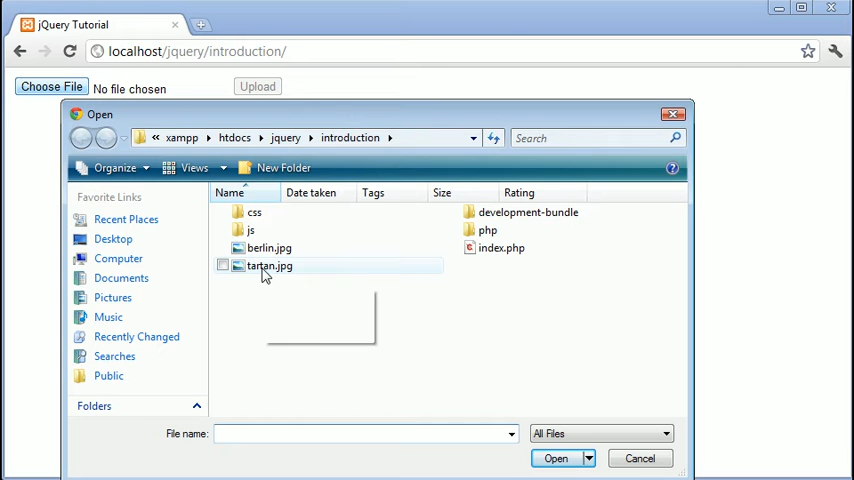 jQuery Tutorial
localhost/jquery/introduction/
Choose File No file chosen Upload
Open
« xampp htdocs jquery introduction Search
Organize Views New Folder
Favorite Links Name Date taken Tags Size Rating
Recent Places
Desktop
Computer
Documents
Pictures
Music
Recently Changed
Searches
Public
Folders
css development-bundle
js php
berlin.jpg index.php
tartan.jpg
File name: All Files
Open Cancel